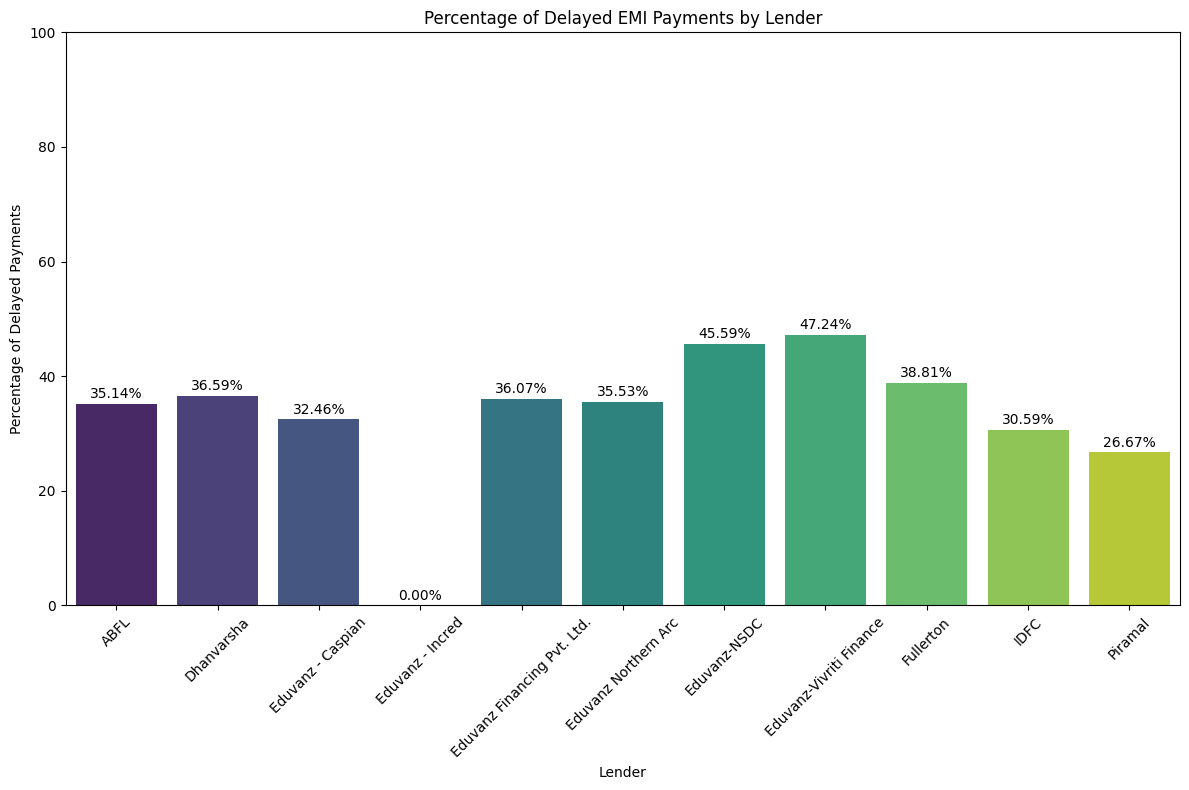 Percentage of Delayed EMI Payments by Lender
Percentage of Delayed Payments
100
80
60
40
20
0
35.14%
36.59%
32.46%
0.00%
36.07%
35.53%
45.59%
47.24%
38.81%
30.59%
26.67%
ABFL
Dhanvarsha
Eduvanz - Caspian
Eduvanz - Incred
Eduvanz Financing Pvt. Ltd.
Eduvanz Northern Arc
Eduvanz-NSDC
Eduvanz-Vivriti Finance
Fullerton
IDFC
Piramal
Lender